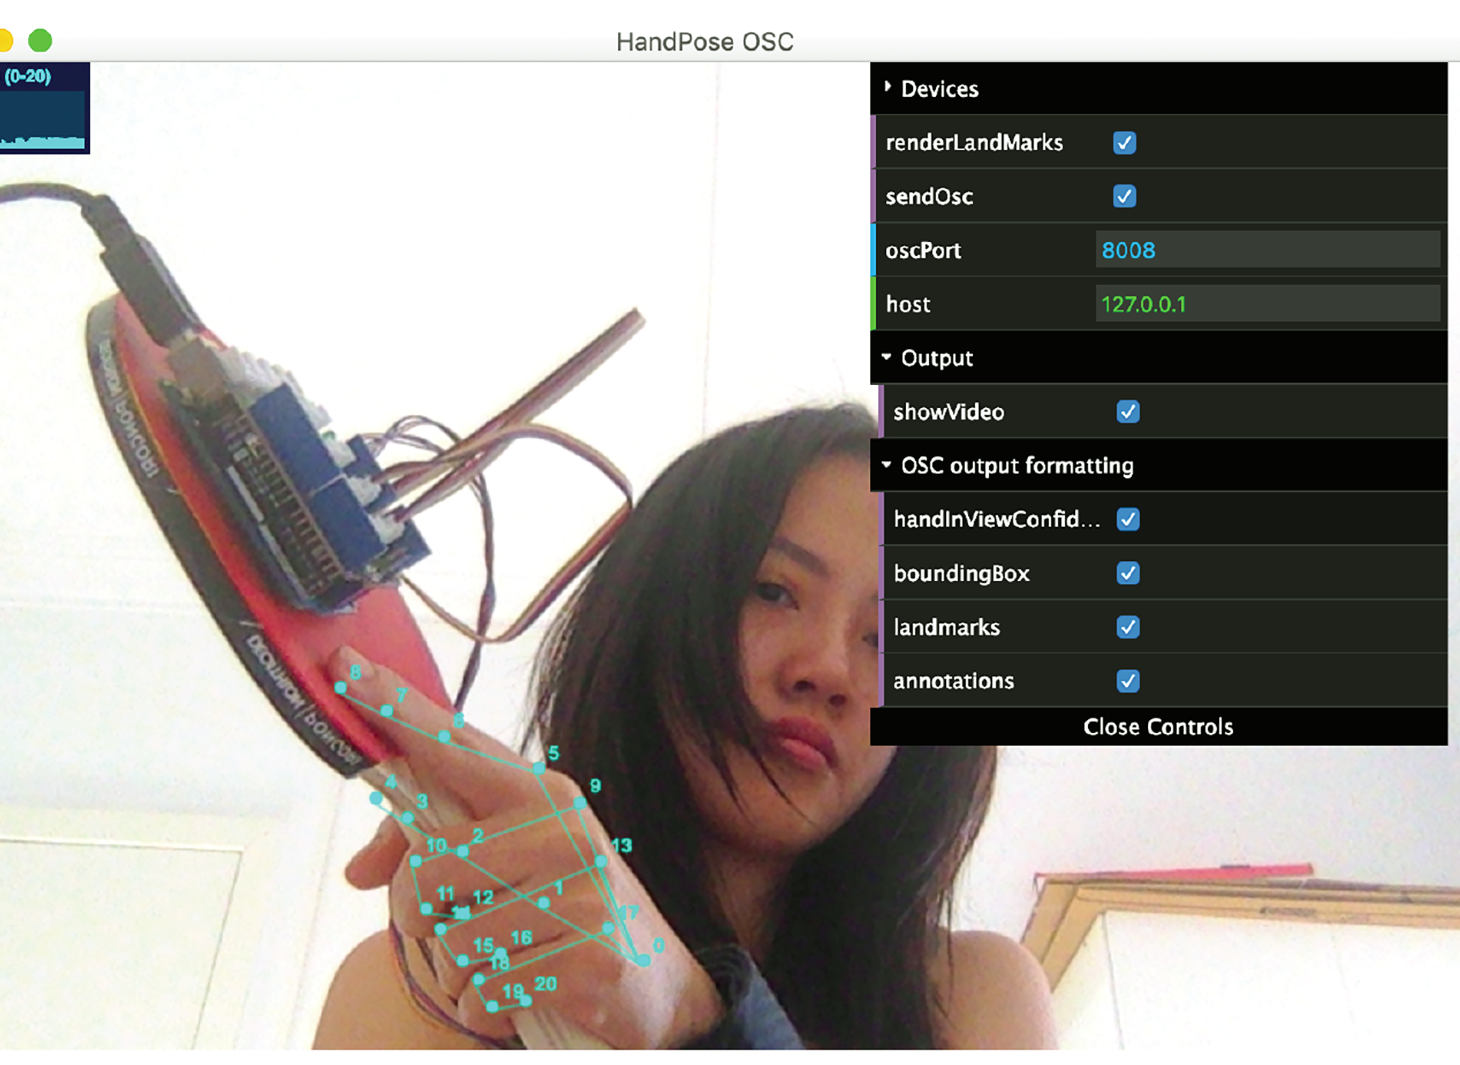 HandPose OSC
(0-20)
Devices
renderLandMarks
sendOsc
oscPort 8008
host 127.0.0.1
Output
showVideo
OSC output formatting
handInViewConfid...
boundingBox
landmarks
annotations
Close Controls
8
7
6
5
4
3
9
2
10
13
11
12
1
17
15
16
0
18
19
20